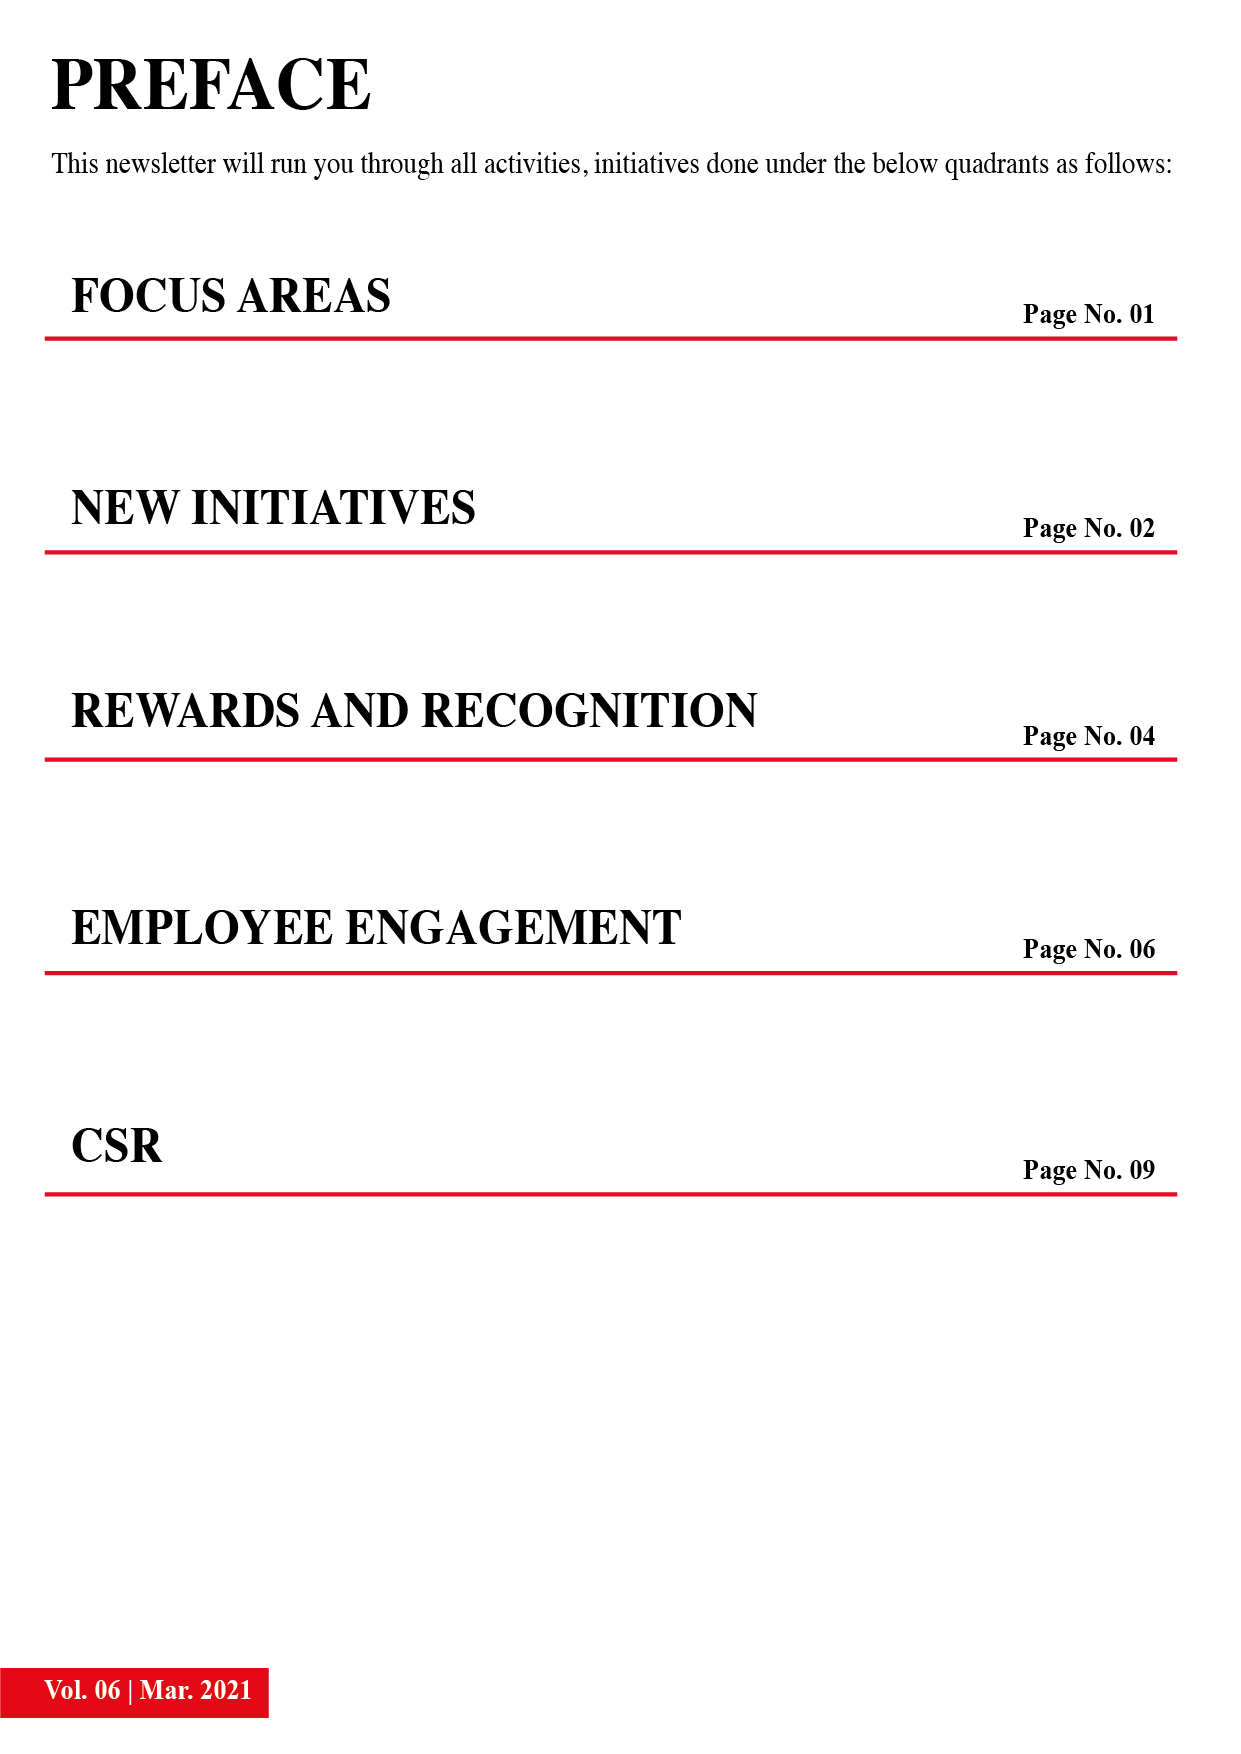 PREFACE
This newsletter will run you through all activities, initiatives done under the below quadrants as follows:
FOCUS AREAS
Page No. 01
NEW INITIATIVES
Page No. 02
REWARDS AND RECOGNITION
Page No. 04
EMPLOYEE ENGAGEMENT
Page No. 06
CSR
Page No. 09
Vol. 06 | Mar. 2021